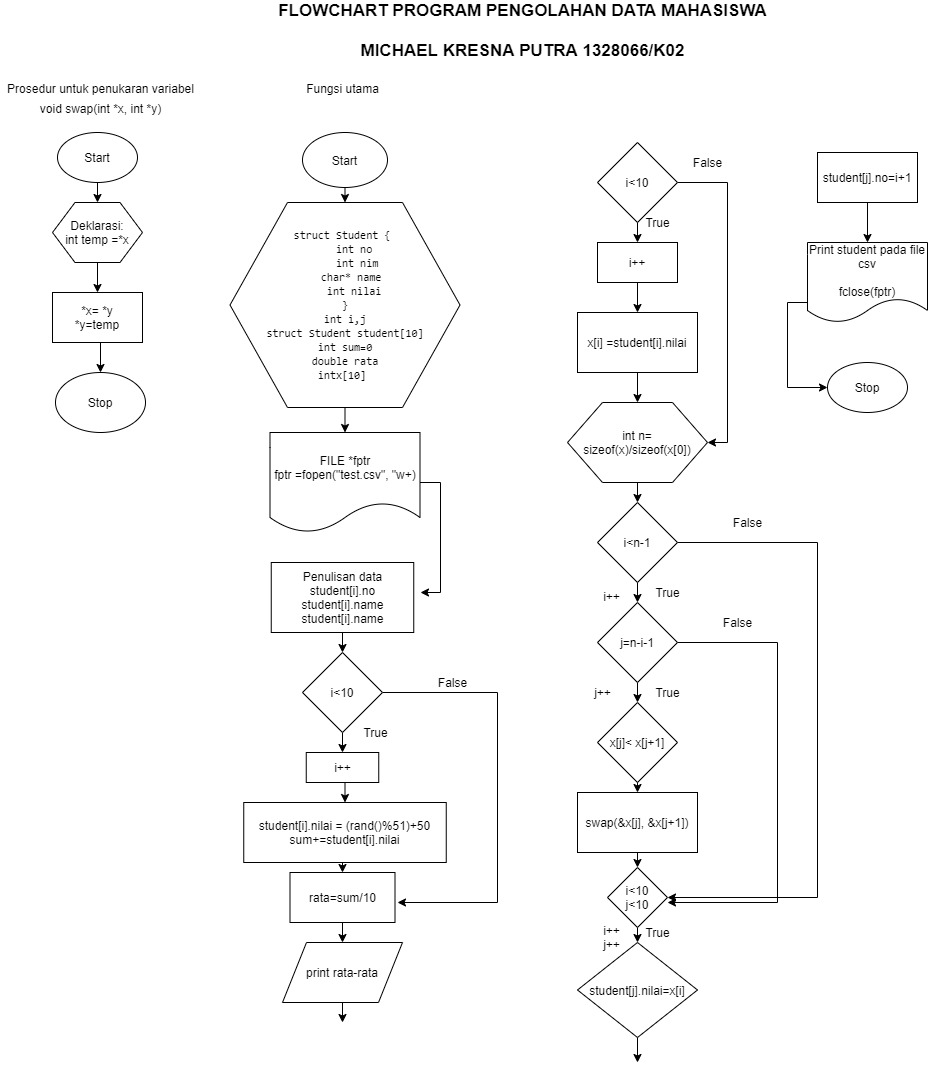 FLOWCHART PROGRAM PENGOLAHAN DATA MAHASISWA
MICHAEL KRESNA PUTRA 1328066/K02
Prosedur untuk penukaran variabel
void swap(int *x, int *y)
Start
Deklarasi:
int temp =*x
*x= *y
*y=temp
Stop
Fungsi utama
Start
struct Student {
int no
int nim
char* name
int nilai
}
int i,j
struct Student student[10]
int sum=0
double rata
intx[10]
FILE *fptr
fptr =fopen("test.csv", "w+)
Penulisan data
student[i].no
student[i].name
student[i].name
i<10
False
True
i++
student[i].nilai = (rand()%51)+50
sum+=student[i].nilai
rata=sum/10
print rata-rata
i<10
False
True
i++
x[i] =student[i].nilai
int n=
sizeof(x)/sizeof(x[0])
i<n-1
False
i++
True
j=n-i-1
False
j++
True
x[j]< x[j+1]
swap(&x[j], &x[j+1])
i<10
j<10
i++
j++
True
student[j].nilai=x[i]
student[j].no=i+1
Print student pada file
csv
fclose(fptr)
Stop